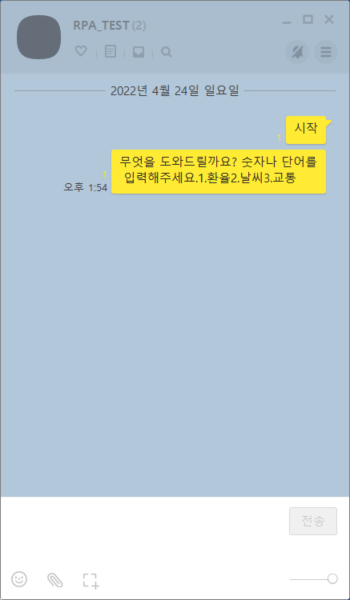 RPA_TEST(2)
2022년 4월 24일 일요일
시작
1
무엇을 도와드릴까요? 숫자나 단어를
입력해주세요.1.환율2.날씨3.교통
1
오후 1:54
전송